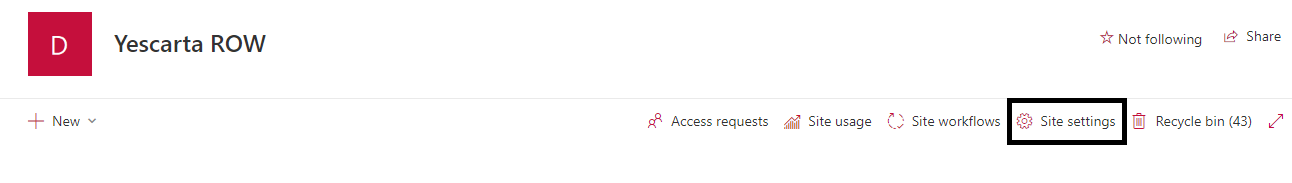 D
Yescarta ROW
Not following
Share
New
Access requests
Site usage
Site workflows
Site settings
Recycle bin (43)